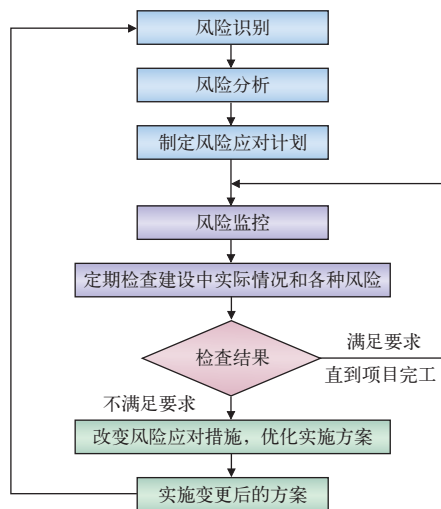 风险识别
风险分析
制定风险应对计划
风险监控
定期检查建设中实际情况和各种风险
检查结果
满足要求
直到项目完工
不满足要求
改变风险应对措施，优化实施方案
实施变更后的方案